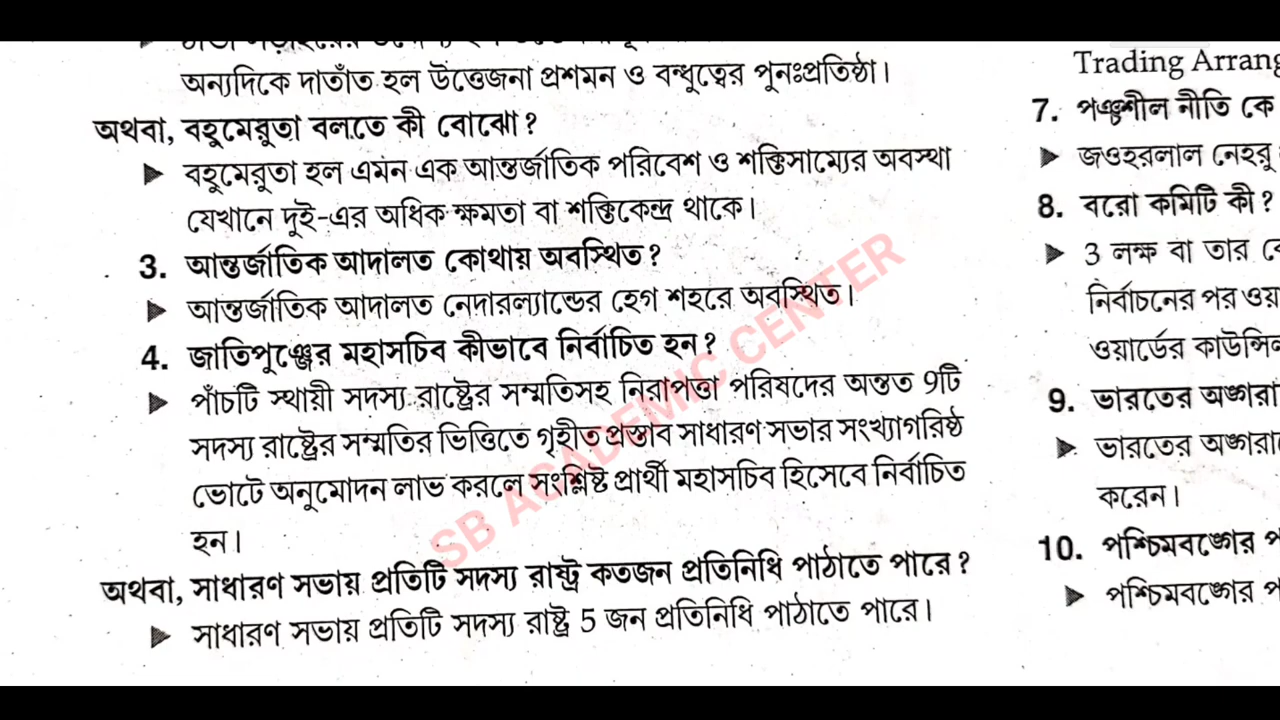 অন্যদিকে দাতাঁত হল উত্তেজনা প্রশমন ও বন্ধুত্বের পুনঃপ্রতিষ্ঠা।
অথবা, বহুমেরুতা বলতে কী বোঝো?
▶ বহুমেরুতা হল এমন এক আন্তর্জাতিক পরিবেশ ও শক্তিসাম্যের অবস্থা
যেখানে দুই-এর অধিক ক্ষমতা বা শক্তিকেন্দ্র থাকে।
3. আন্তর্জাতিক আদালত কোথায় অবস্থিত?
▶ আন্তর্জাতিক আদালত নেদারল্যান্ডের হেগ শহরে অবস্থিত।
4. জাতিপুঞ্জের মহাসচিব কীভাবে নির্বাচিত হন?
▶ পাঁচটি স্থায়ী সদস্য রাষ্ট্রের সম্মতিসহ নিরাপত্তা পরিষদের অন্তত 9টি
সদস্য রাষ্ট্রের সম্মতির ভিত্তিতে গৃহীত প্রস্তাব সাধারণ সভার সংখ্যাগরিষ্ঠ
ভোটে অনুমোদন লাভ করলে সংশ্লিষ্ট প্রার্থী মহাসচিব হিসেবে নির্বাচিত
হন।
অথবা, সাধারণ সভায় প্রতিটি সদস্য রাষ্ট্র কতজন প্রতিনিধি পাঠাতে পারে?
▶ সাধারণ সভায় প্রতিটি সদস্য রাষ্ট্র 5 জন প্রতিনিধি পাঠাতে পারে।
SB ACADEMIC CENTER
Trading
7. পঞ্চশীল নীতি কে
▶ জওহরলাল নেহরু
8. বরো কমিটি কী?
▶ 3 লক্ষ বা তার
নির্বাচনের পর
ওয়ার্ডের
9. ভারতের
▶ ভারতের
করেন।
10. পশ্চিমবঙ্গের
▶ পশ্চিমবঙ্গের